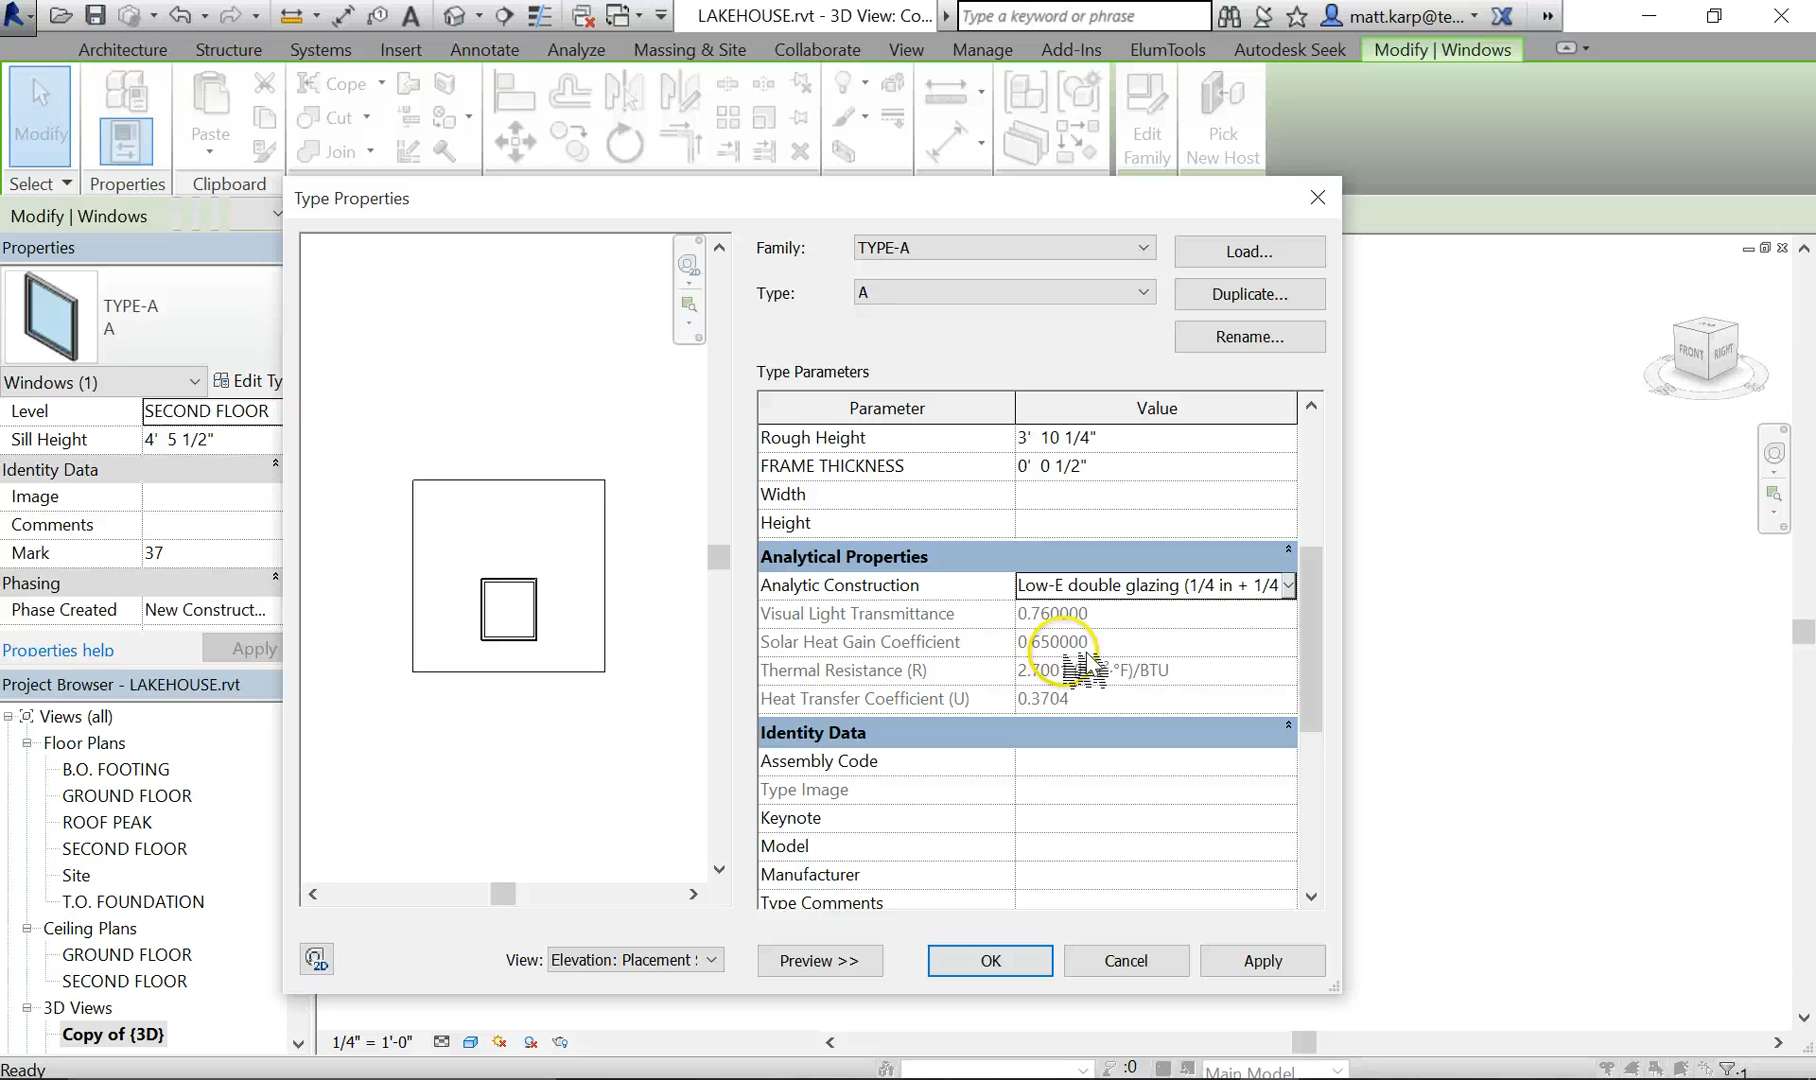 LAKEHOUSE.rvt - 3D View: Co...
Type a keyword or phrase
matt.karp@te...
Architecture Structure Systems Insert Annotate Analyze Massing & Site Collaborate View Manage Add-Ins ElumTools Autodesk Seek Modify | Windows
Modify
Paste
Cope
Cut
Join
Edit Family
Pick New Host
Select Properties Clipboard
Modify | Windows
Properties
TYPE-A
A
Windows (1) Edit Ty
Level SECOND FLOOR
Sill Height 4' 5 1/2"
Identity Data
Image
Comments
Mark 37
Phasing
Phase Created New Construct...
Properties help Apply
Project Browser - LAKEHOUSE.rvt
Views (all)
Floor Plans
B.O. FOOTING
GROUND FLOOR
ROOF PEAK
SECOND FLOOR
Site
T.O. FOUNDATION
Ceiling Plans
GROUND FLOOR
SECOND FLOOR
3D Views
Copy of {3D}
Type Properties
Family: TYPE-A Load...
Type: A Duplicate...
Rename...
Type Parameters
Parameter Value
Rough Height 3' 10 1/4"
FRAME THICKNESS 0' 0 1/2"
Width
Height
Analytical Properties
Analytic Construction Low-E double glazing (1/4 in + 1/4
Visual Light Transmittance 0.760000
Solar Heat Gain Coefficient 0.650000
Thermal Resistance (R) °F)/BTU
Heat Transfer Coefficient (U) 0.3704
Identity Data
Assembly Code
Type Image
Keynote
Model
Manufacturer
Type Comments
View: Elevation: Placement Preview >> OK Cancel Apply
FRONT RIGHT
1/4" = 1'-0"
Ready :0 Main Model